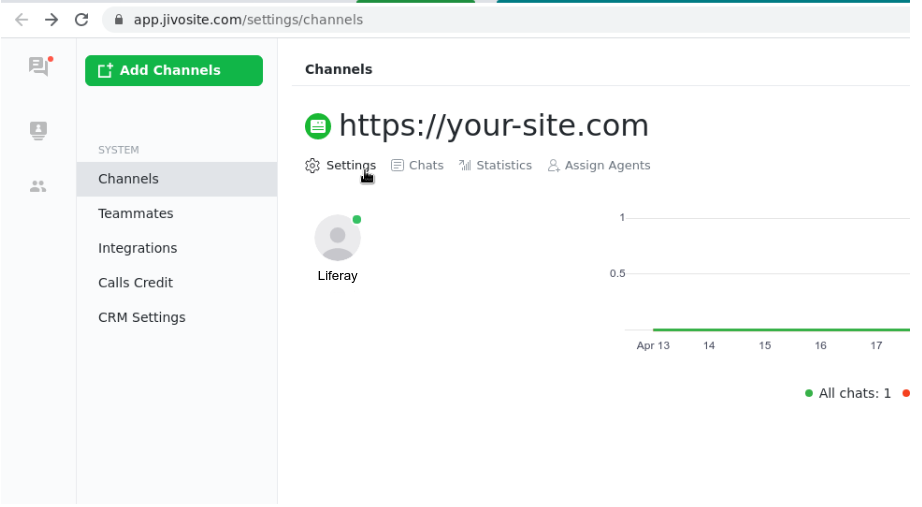 app.jivosite.com/settings/channels
Add Channels
SYSTEM
Channels
Teammates
Integrations
Calls Credit
CRM Settings
Channels
https://your-site.com
Settings Chats Statistics Assign Agents
Liferay
1
0.5
Apr 13 14 15 16 17
All chats: 1